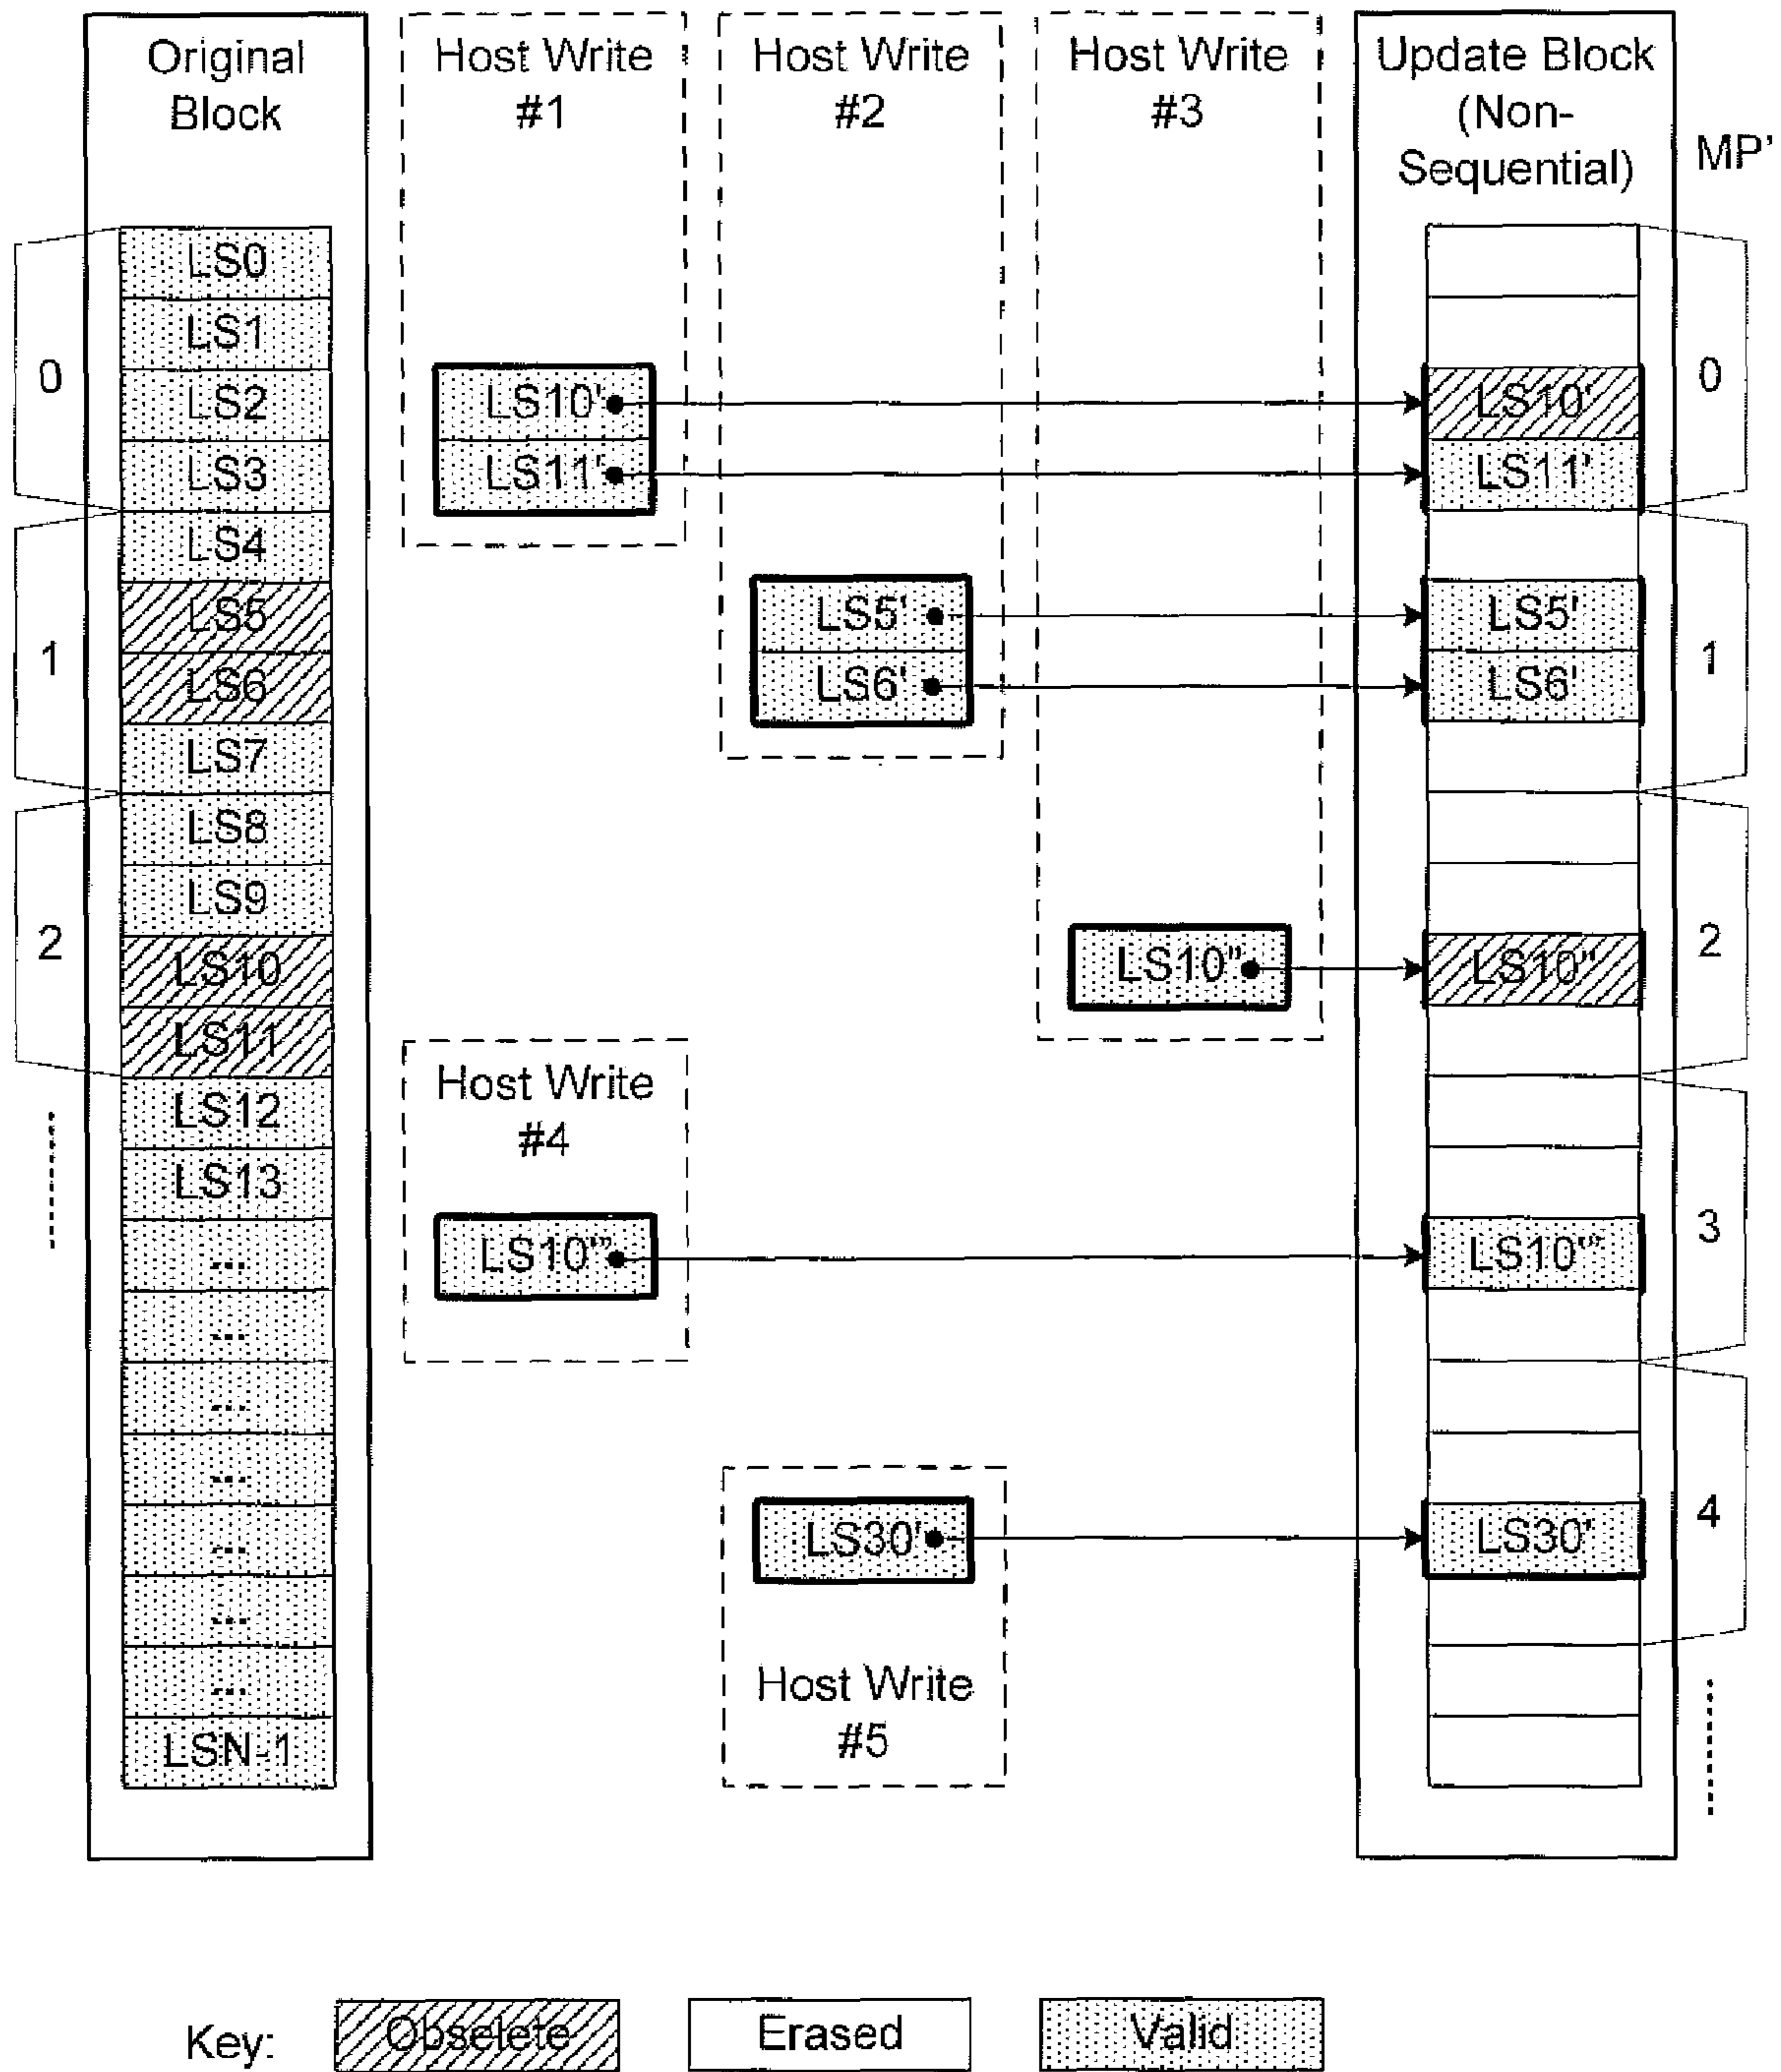 Original
Block
Host Write
#1
Host Write
#2
Host Write
#3
Update Block
(Non-
Sequential)
MP'
LS0
LS1
LS2
LS3
LS4
LS5
LS6
LS7
LS8
LS9
LS10
LS11
LS12
LS13
...
...
...
...
...
...
...
LSN-1
0
1
2
LS10'
LS11'
LS5'
LS6'
LS10"
Host Write
#4
LS10'"
LS30'
Host Write
#5
LS10'
LS11'
LS5'
LS6'
LS10"
LS10'"
LS30'
0
1
2
3
4
Key:
Obselete
Erased
Valid